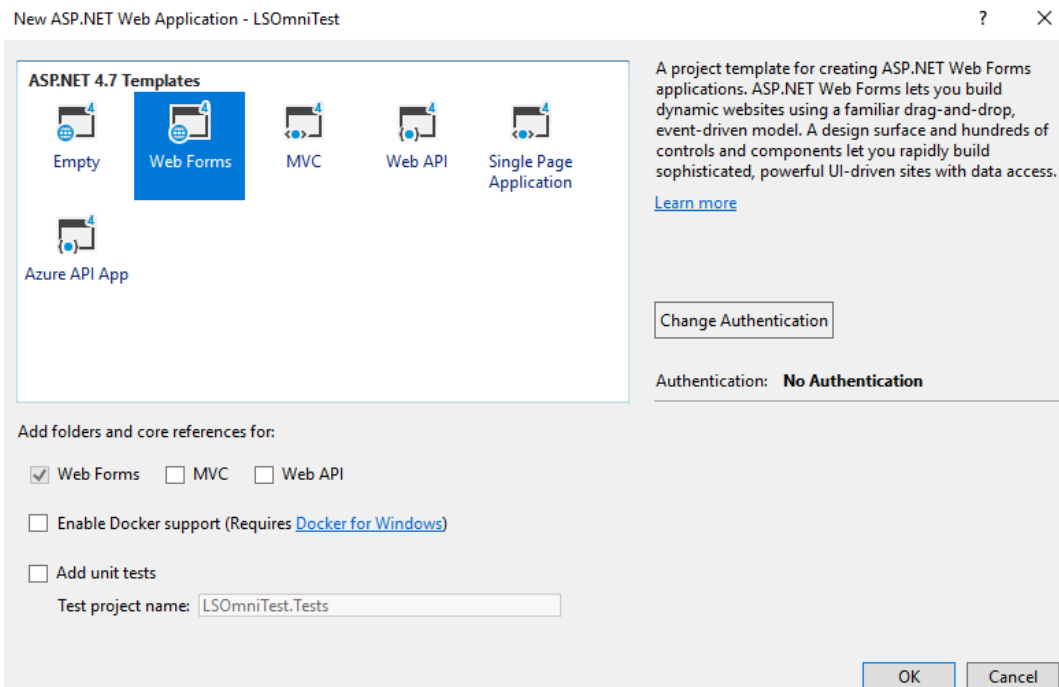 New ASP.NET Web Application - LSOmniTest
?
ASP.NET 4.7 Templates
4
Empty
4
Web Forms
4
MVC
4
Web API
4
Single Page
Application
4
Azure API App
A project template for creating ASP.NET Web Forms
applications. ASP.NET Web Forms lets you build
dynamic websites using a familiar drag-and-drop,
event-driven model. A design surface and hundreds of
controls and components let you rapidly build
sophisticated, powerful UI-driven sites with data access.
Learn more
Change Authentication
Authentication: No Authentication
Add folders and core references for:
Web Forms MVC Web API
Enable Docker support (Requires Docker for Windows)
Add unit tests
Test project name: LSOmniTest.Tests
OK Cancel